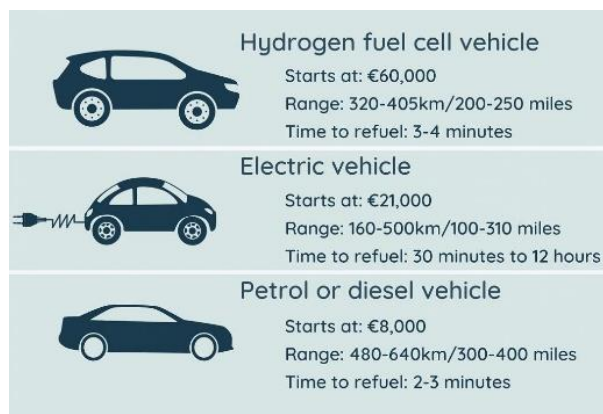 Hydrogen fuel cell vehicle
Starts at: €60,000
Range: 320-405km/200-250 miles
Time to refuel: 3-4 minutes
Electric vehicle
Starts at: €21,000
Range: 160-500km/100-310 miles
Time to refuel: 30 minutes to 12 hours
Petrol or diesel vehicle
Starts at: €8,000
Range: 480-640km/300-400 miles
Time to refuel: 2-3 minutes